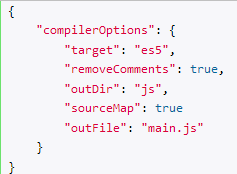 {
"compilerOptions": {
"target": "es5",
"removeComments": true,
"outDir": "js",
"sourceMap": true
"outFile": "main.js"
}
}